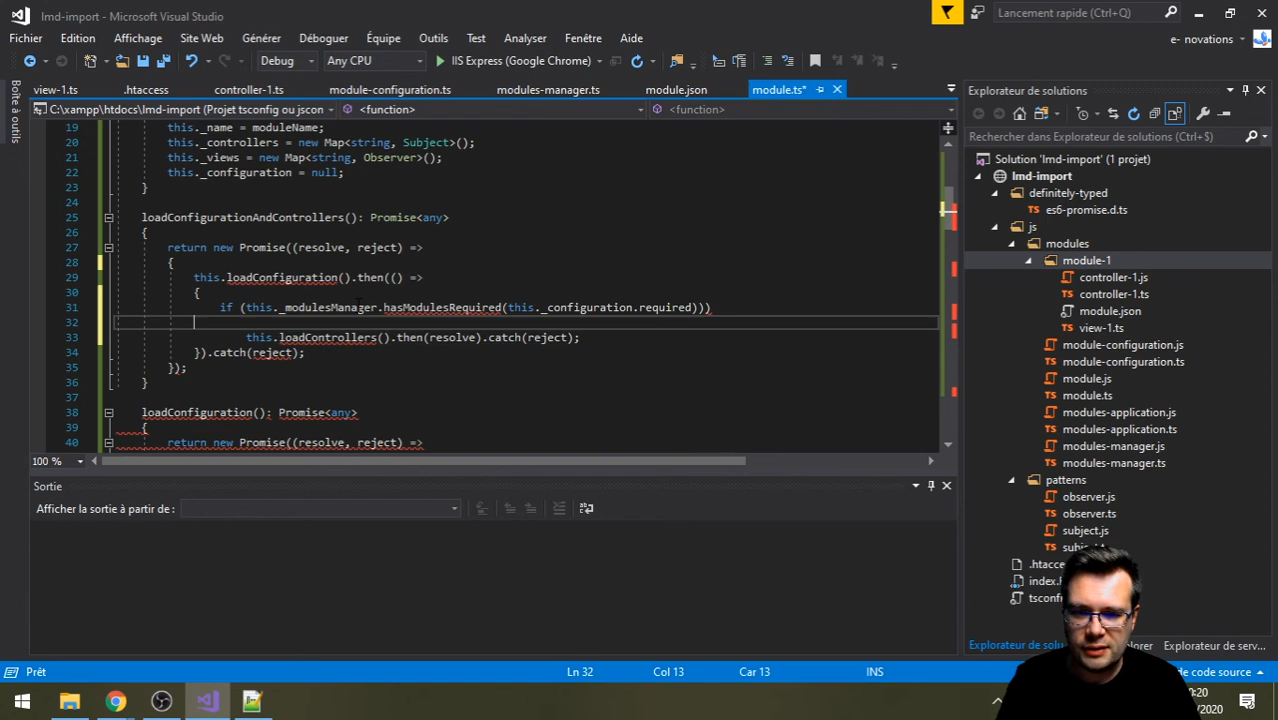 lmd-import - Microsoft Visual Studio
Lancement rapide (Ctrl+Q)
Fichier Edition Affichage Site Web Générer Déboguer Équipe Outils Test Analyser Fenêtre Aide
e- novations
Debug Any CPU IIS Express (Google Chrome)
Boîte à outils
view-1.ts .htaccess controller-1.ts module-configuration.ts modules-manager.ts module.json module.ts*
C:\xampp\htdocs\lmd-import (Projet tsconfig ou jscon <function> <function>
19 this._name = moduleName;
20 this._controllers = new Map<string, Subject>();
21 this._views = new Map<string, Observer>();
22 this._configuration = null;
23 }
24
25 loadConfigurationAndControllers(): Promise<any>
26 {
27 return new Promise((resolve, reject) =>
28 {
29 this.loadConfiguration().then(() =>
30 {
31 if (this._modulesManager.hasModulesRequired(this._configuration.required)))
32
33 this.loadControllers().then(resolve).catch(reject);
34 }).catch(reject);
35 });
36 }
37
38 loadConfiguration(): Promise<any>
39 {
40 return new Promise((resolve, reject) =>
100 %
Sortie
Afficher la sortie à partir de :
Explorateur de solutions
Rechercher dans Explorateur de solutions (Ctrl+$)
Solution 'lmd-import' (1 projet)
lmd-import
definitely-typed
es6-promise.d.ts
js
modules
module-1
controller-1.js
controller-1.ts
module.json
view-1.ts
module-configuration.js
module-configuration.ts
module.js
module.ts
modules-application.js
modules-application.ts
modules-manager.js
modules-manager.ts
patterns
observer.js
observer.ts
subject.js
.htacce
index.
tsconf
Explorateur de solu
Explorateur de serv...
Prêt Ln 32 Col 13 Car 13 INS
de code source
0:20
/2020